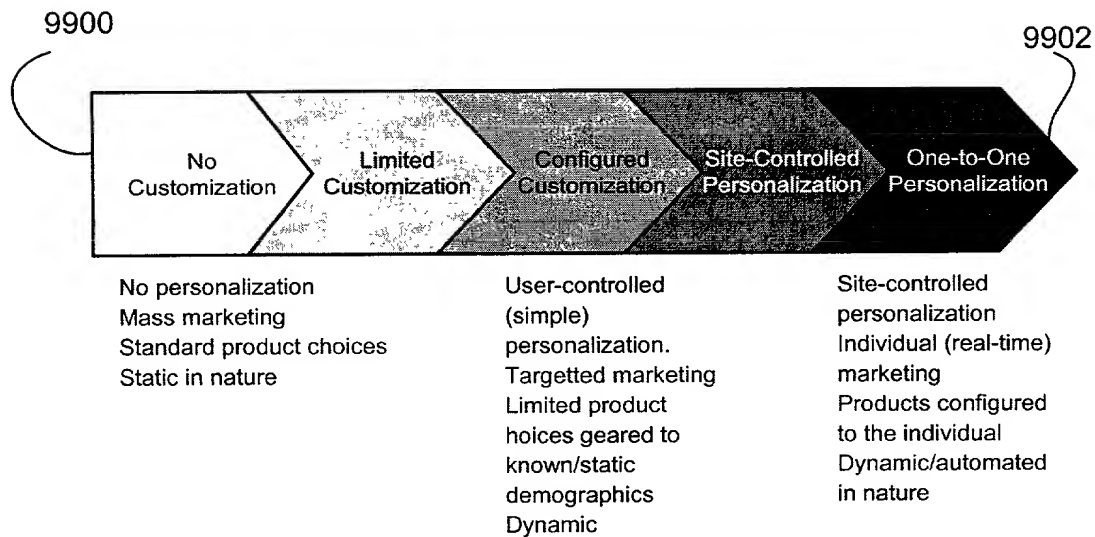 9900
9902
No
Customization
Limited
Customization
Configured
Customization
Site-Controlled
Personalization
One-to-One
Personalization
No personalization
Mass marketing
Standard product choices
Static in nature
User-controlled
(simple)
personalization.
Targetted marketing
Limited product
hoices geared to
known/static
demographics
Dynamic
Site-controlled
personalization
Individual (real-time)
marketing
Products configured
to the individual
Dynamic/automated
in nature